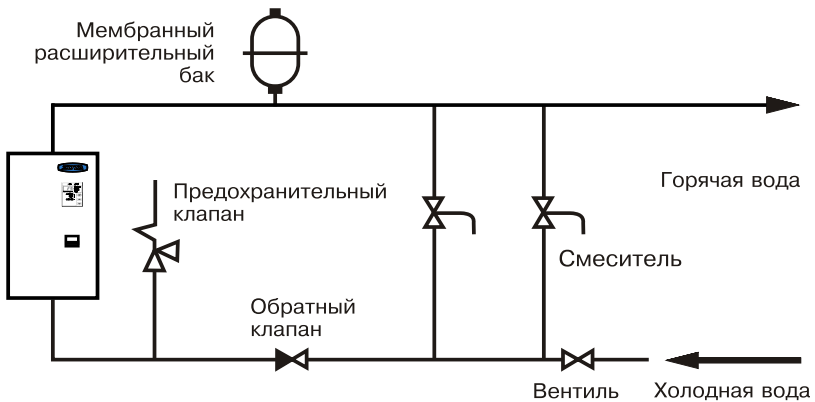 Мембранный
расширительный
бак
Горячая вода
Предохранительный
клапан
Смеситель
Обратный
клапан
Вентиль
Холодная вода